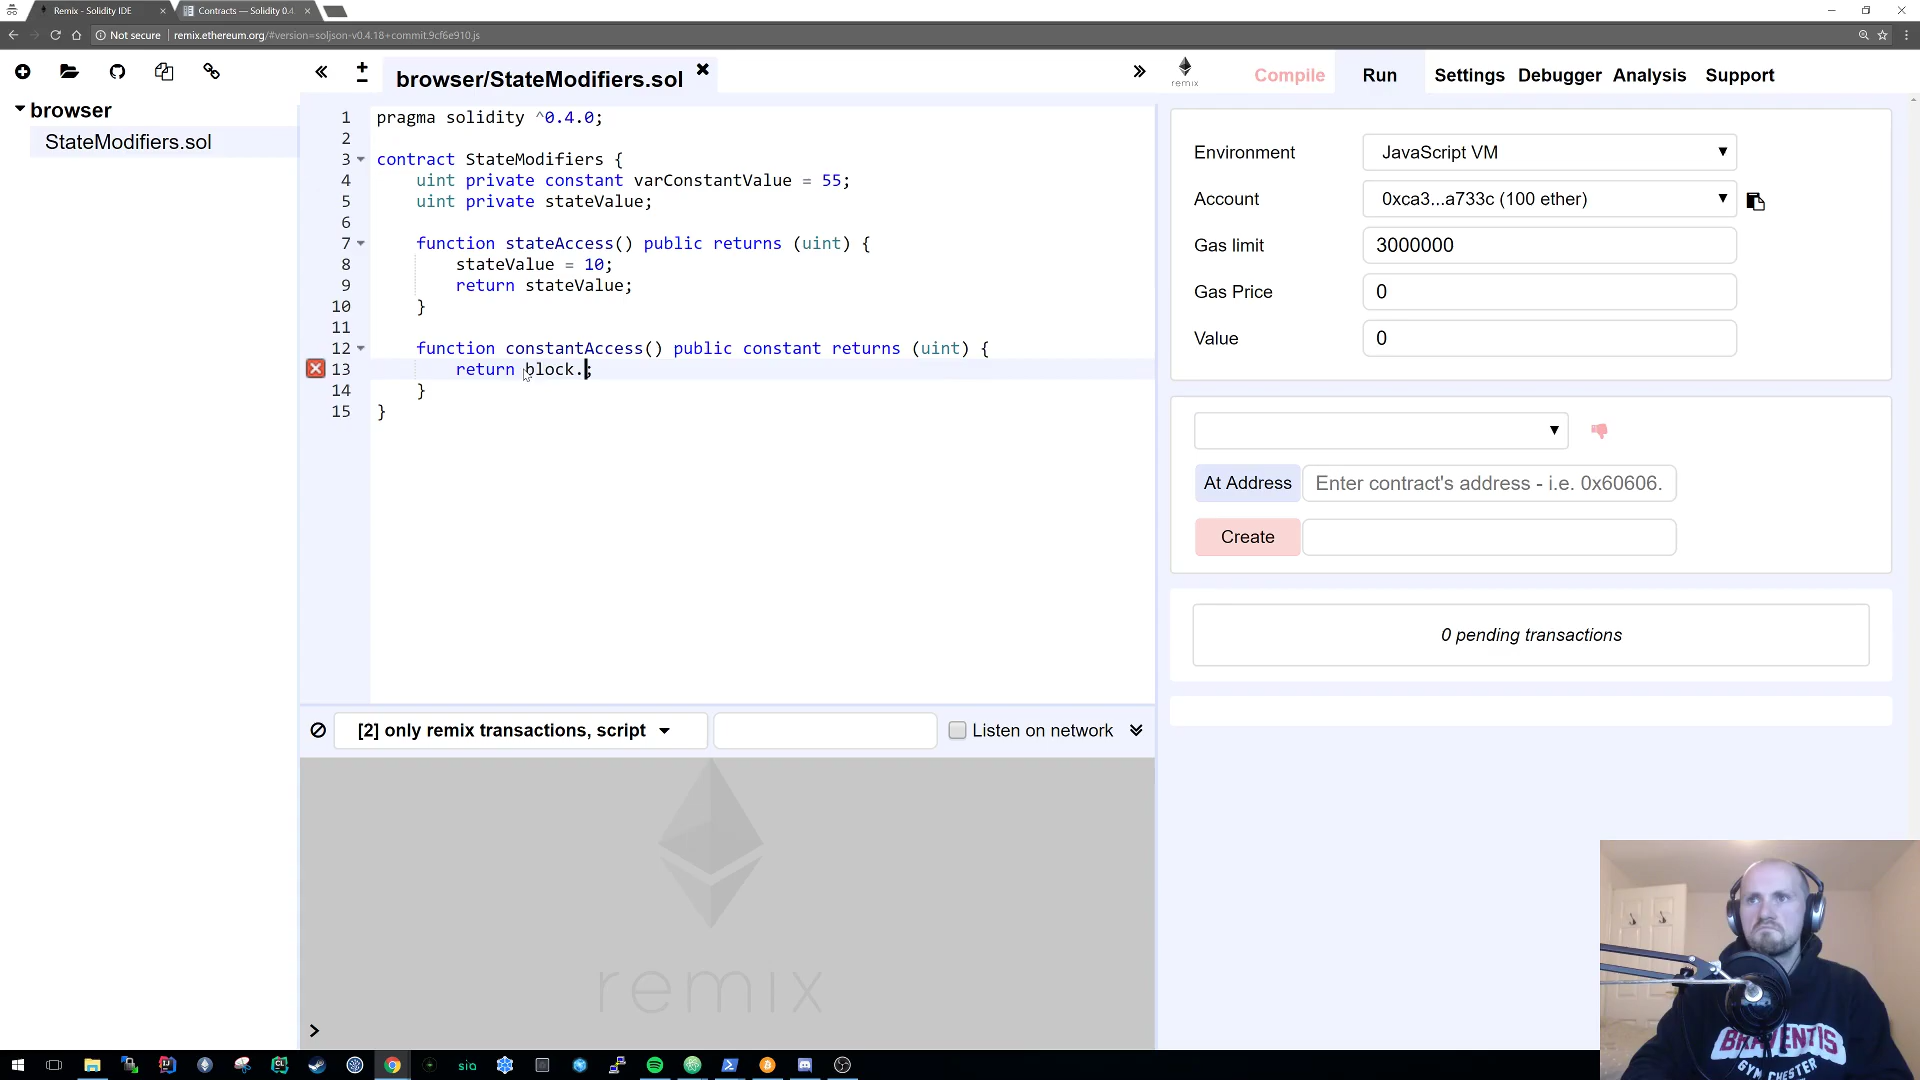 Remix - Solidity IDE
Contracts — Solidity 0.4
Not secure
remix.ethereum.org/#version=soljson-v0.4.18+commit.9cf6e910.js
browser
StateModifiers.sol
browser/StateModifiers.sol
1 pragma solidity ^0.4.0;
2
3 contract StateModifiers {
4 uint private constant varConstantValue = 55;
5 uint private stateValue;
6
7 function stateAccess() public returns (uint) {
8 stateValue = 10;
9 return stateValue;
10 }
11
12 function constantAccess() public constant returns (uint) {
13 return block.;
14 }
15 }
[2] only remix transactions, script
Listen on network
remix
>
remix
Compile Run Settings Debugger Analysis Support
Environment JavaScript VM
Account 0xca3...a733c (100 ether)
Gas limit 3000000
Gas Price 0
Value 0
At Address Enter contract's address - i.e. 0x60606.
Create
0 pending transactions
sia
BRAVENTIS
GYM CHESTER